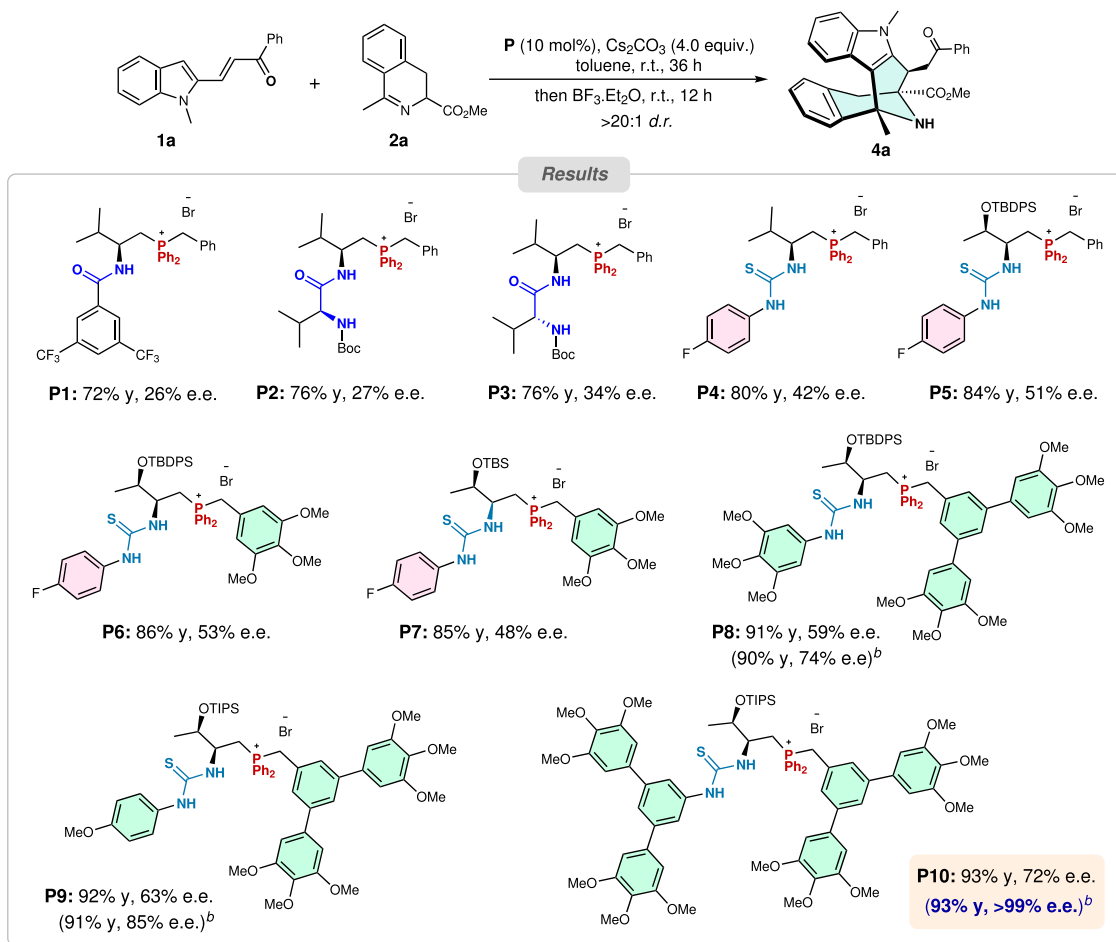 Ph
O
N
1a
+
N
CO2Me
2a
P (10 mol%), Cs2CO3 (4.0 equiv.)
toluene, r.t., 36 h
then BF3.Et2O, r.t., 12 h
>20:1 d.r.
N
O
Ph
CO2Me
NH
Me
4a
Results
Br −
P+ Ph2
Ph
O
NH
CF3
CF3
P1: 72% y, 26% e.e.
Br −
P+ Ph2
Ph
O
NH
NH
Boc
P2: 76% y, 27% e.e.
Br −
P+ Ph2
Ph
O
NH
NH
Boc
P3: 76% y, 34% e.e.
Br −
P+ Ph2
Ph
S
NH
NH
F
P4: 80% y, 42% e.e.
OTBDPS
Br −
P+ Ph2
Ph
S
NH
NH
F
P5: 84% y, 51% e.e.
OTBDPS
Br −
P+ Ph2
S
NH
NH
F
OMe
OMe
MeO
P6: 86% y, 53% e.e.
OTBS
Br −
P+ Ph2
S
NH
NH
F
OMe
OMe
MeO
P7: 85% y, 48% e.e.
OTBDPS
Br −
P+ Ph2
S
NH
NH
MeO
MeO
MeO
OMe
OMe
OMe
MeO
MeO
OMe
P8: 91% y, 59% e.e.
(90% y, 74% e.e)b
OTIPS
Br −
P+ Ph2
S
NH
NH
MeO
OMe
OMe
OMe
MeO
MeO
OMe
P9: 92% y, 63% e.e.
(91% y, 85% e.e.)b
OTIPS
Br −
P+ Ph2
S
NH
NH
OMe
MeO
MeO
MeO
MeO
OMe
OMe
OMe
OMe
MeO
MeO
OMe
P10: 93% y, 72% e.e.
(93% y, >99% e.e.)b